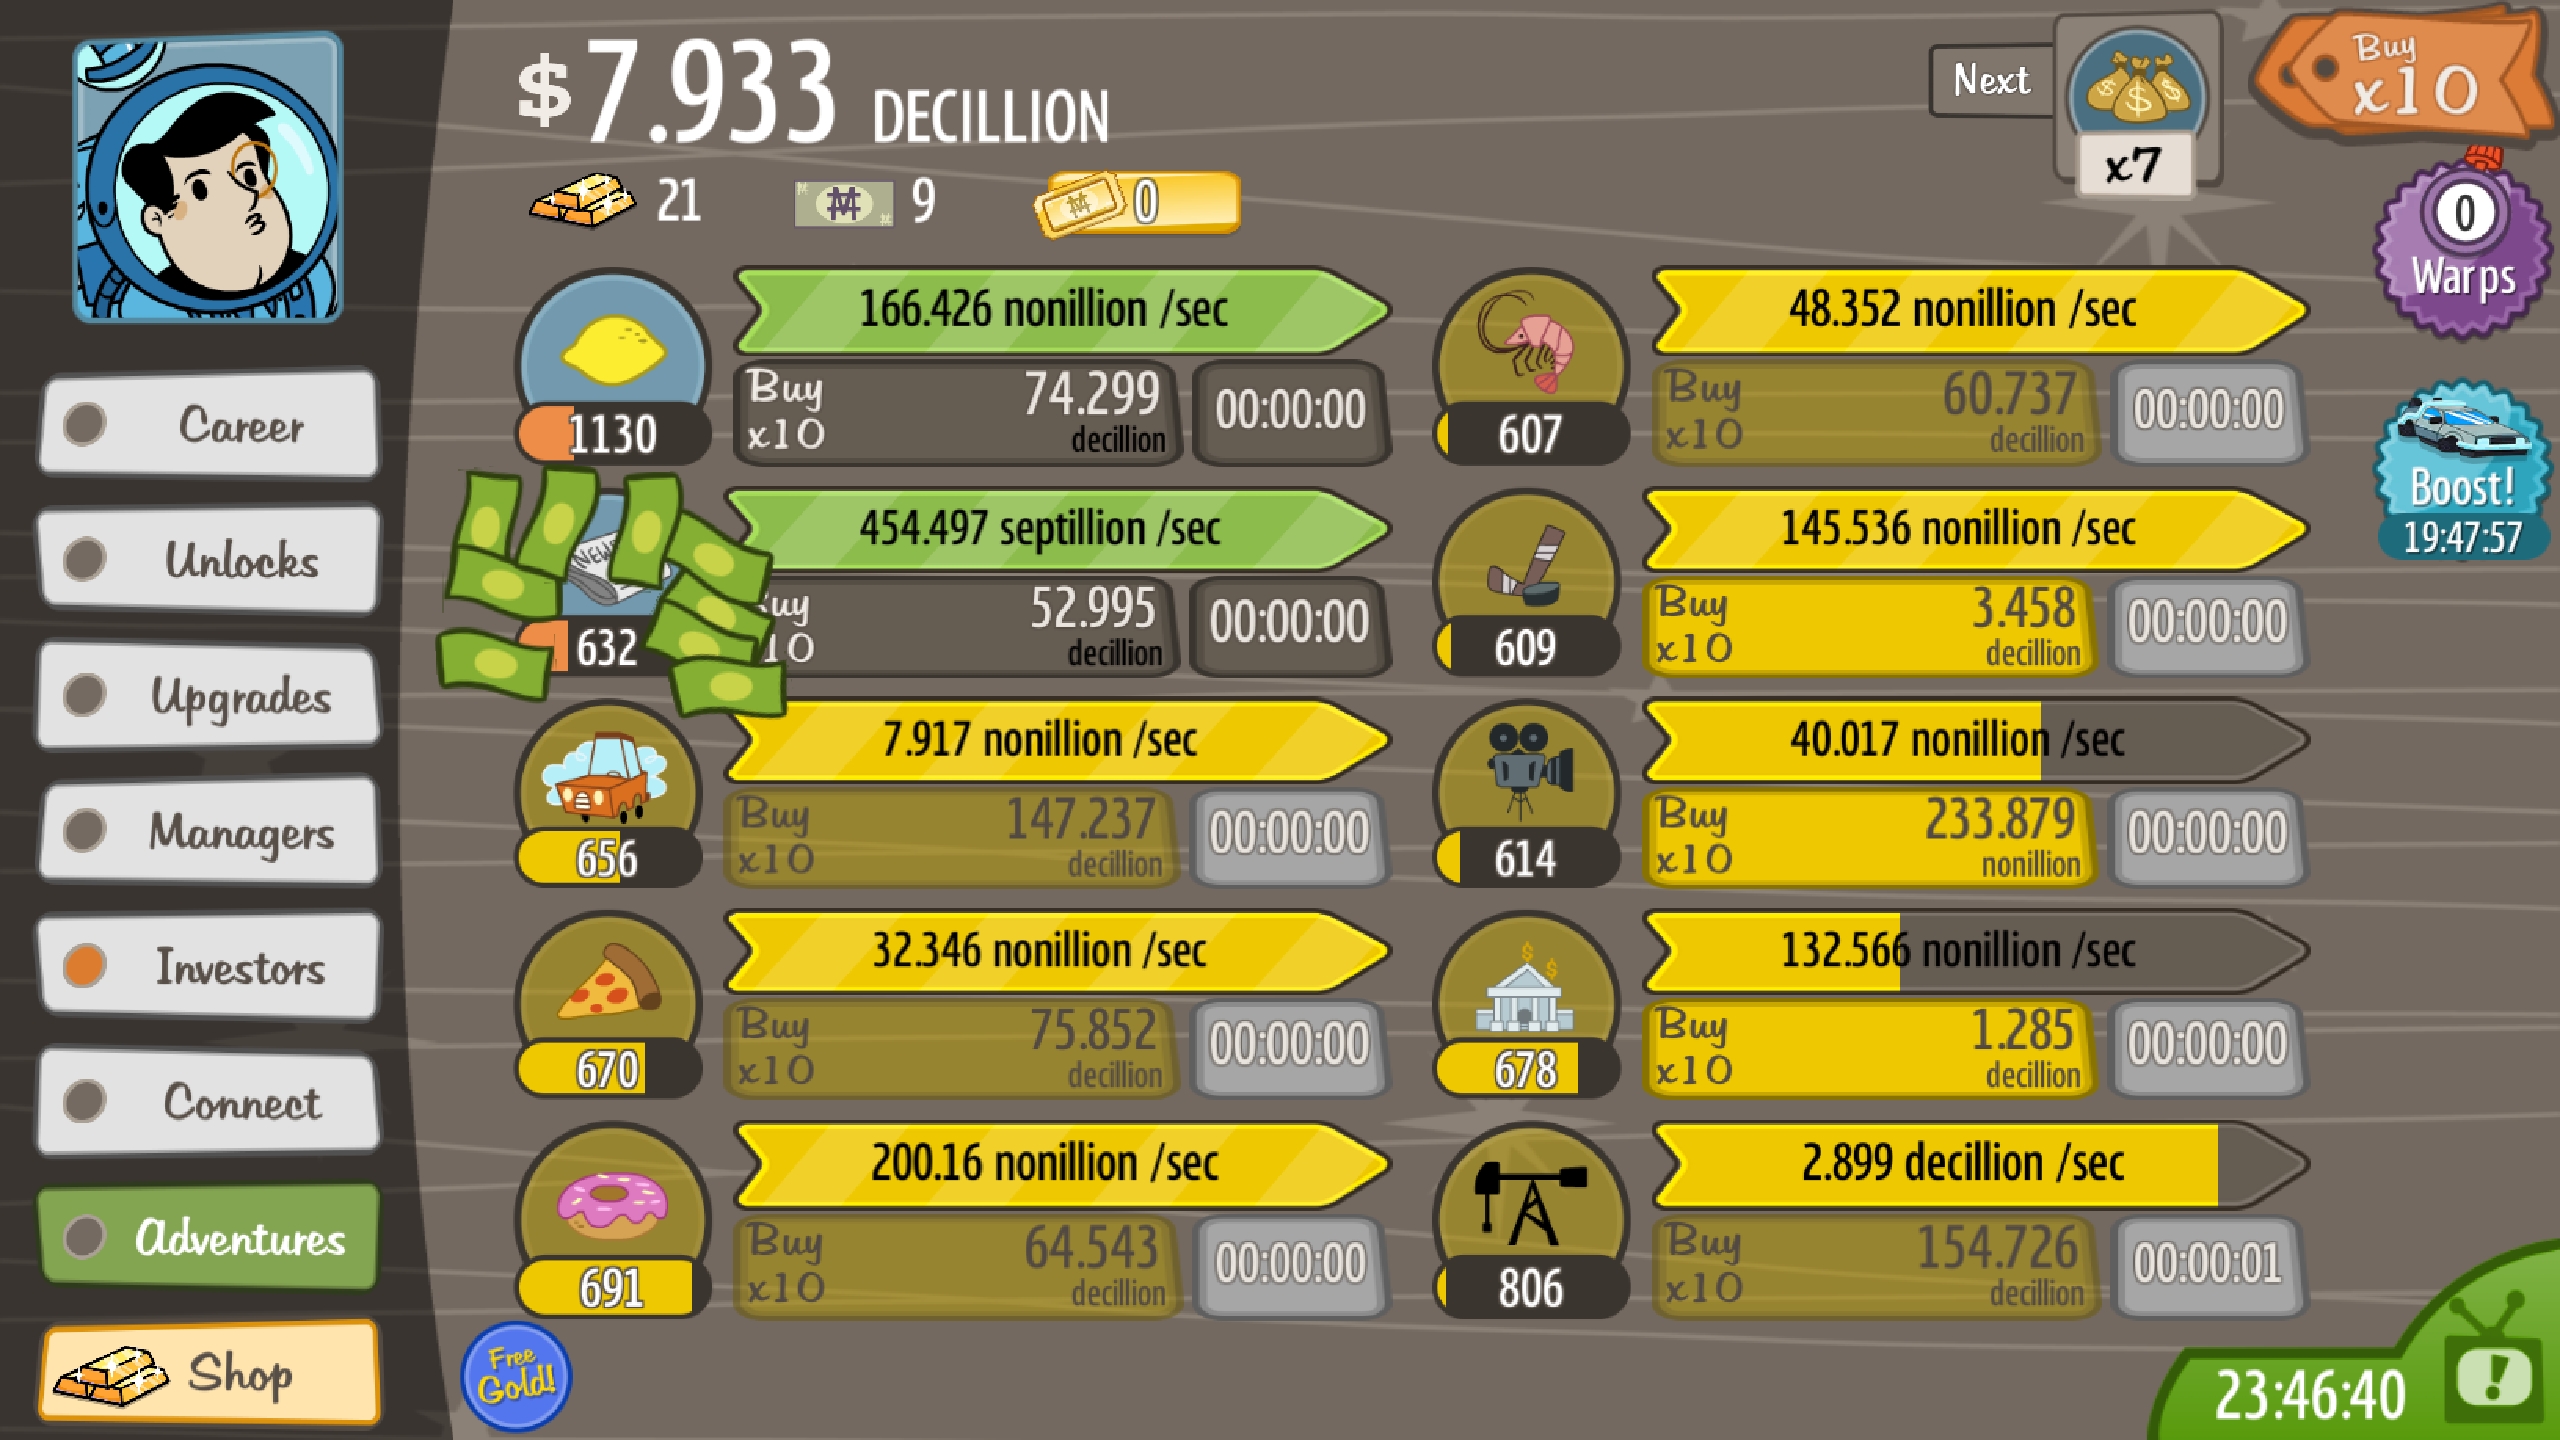 $7.933 DECILLION
21
9
0
Next
x7
Buy
x10
0
Warps
Boost!
19:47:57
Career
Unlocks
Upgrades
Managers
Investors
Connect
Adventures
Shop
166.426 nonillion /sec
1130
Buy
x10
74.299
decillion
00:00:00
454.497 septillion /sec
NEWS
632
uy
10
52.995
decillion
00:00:00
7.917 nonillion /sec
656
Buy
x10
147.237
decillion
00:00:00
32.346 nonillion /sec
670
Buy
x10
75.852
decillion
00:00:00
200.16 nonillion /sec
691
Buy
x10
64.543
decillion
00:00:00
48.352 nonillion /sec
607
Buy
x10
60.737
decillion
00:00:00
145.536 nonillion /sec
609
Buy
x10
3.458
decillion
00:00:00
40.017 nonillion /sec
614
Buy
x10
233.879
nonillion
00:00:00
132.566 nonillion /sec
678
Buy
x10
1.285
decillion
00:00:00
2.899 decillion /sec
806
Buy
x10
154.726
decillion
00:00:01
Free
Gold!
23:46:40
!